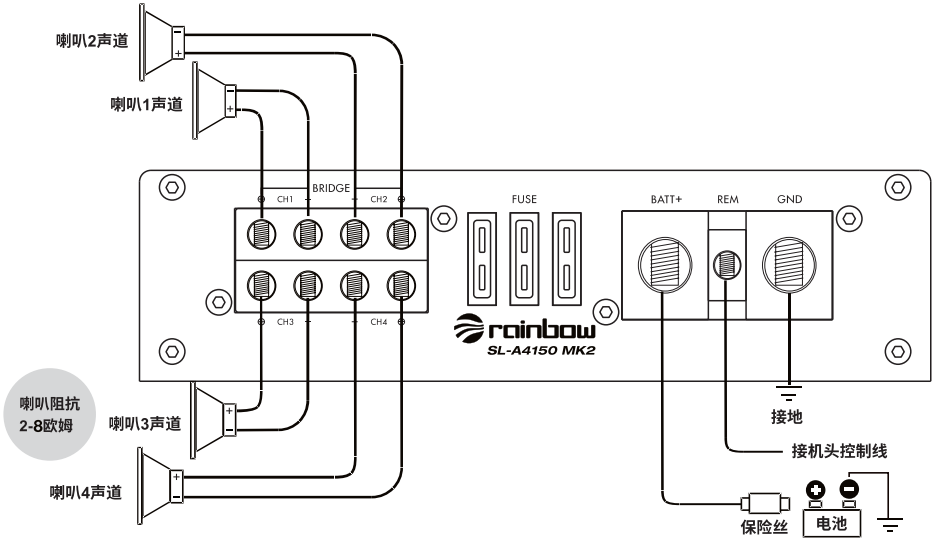 喇叭2声道
喇叭1声道
BRIDGE
CH1
CH2
FUSE
BATT+
REM
GND
CH3
CH4
rainbow
SL-A4150 MK2
喇叭阻抗
2-8欧姆
喇叭3声道
喇叭4声道
接地
接机头控制线
保险丝
电池